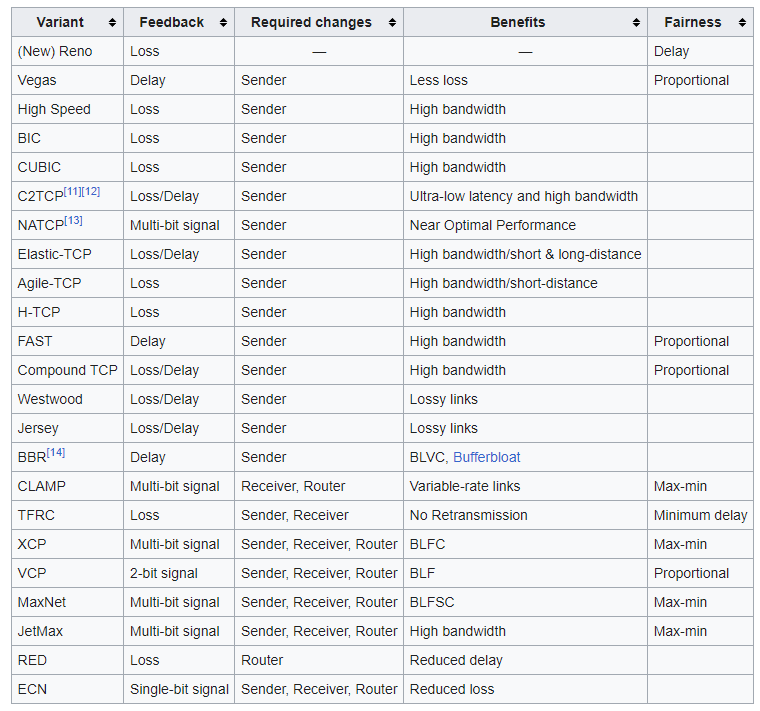 Variant Feedback Required changes Benefits Fairness
(New) Reno Loss — — Delay
Vegas Delay Sender Less loss Proportional
High Speed Loss Sender High bandwidth
BIC Loss Sender High bandwidth
CUBIC Loss Sender High bandwidth
C2TCP[11][12] Loss/Delay Sender Ultra-low latency and high bandwidth
NATCP[13] Multi-bit signal Sender Near Optimal Performance
Elastic-TCP Loss/Delay Sender High bandwidth/short & long-distance
Agile-TCP Loss Sender High bandwidth/short-distance
H-TCP Loss Sender High bandwidth
FAST Delay Sender High bandwidth Proportional
Compound TCP Loss/Delay Sender High bandwidth Proportional
Westwood Loss/Delay Sender Lossy links
Jersey Loss/Delay Sender Lossy links
BBR[14] Delay Sender BLVC, Bufferbloat
CLAMP Multi-bit signal Receiver, Router Variable-rate links Max-min
TFRC Loss Sender, Receiver No Retransmission Minimum delay
XCP Multi-bit signal Sender, Receiver, Router BLFC Max-min
VCP 2-bit signal Sender, Receiver, Router BLF Proportional
MaxNet Multi-bit signal Sender, Receiver, Router BLFSC Max-min
JetMax Multi-bit signal Sender, Receiver, Router High bandwidth Max-min
RED Loss Router Reduced delay
ECN Single-bit signal Sender, Receiver, Router Reduced loss